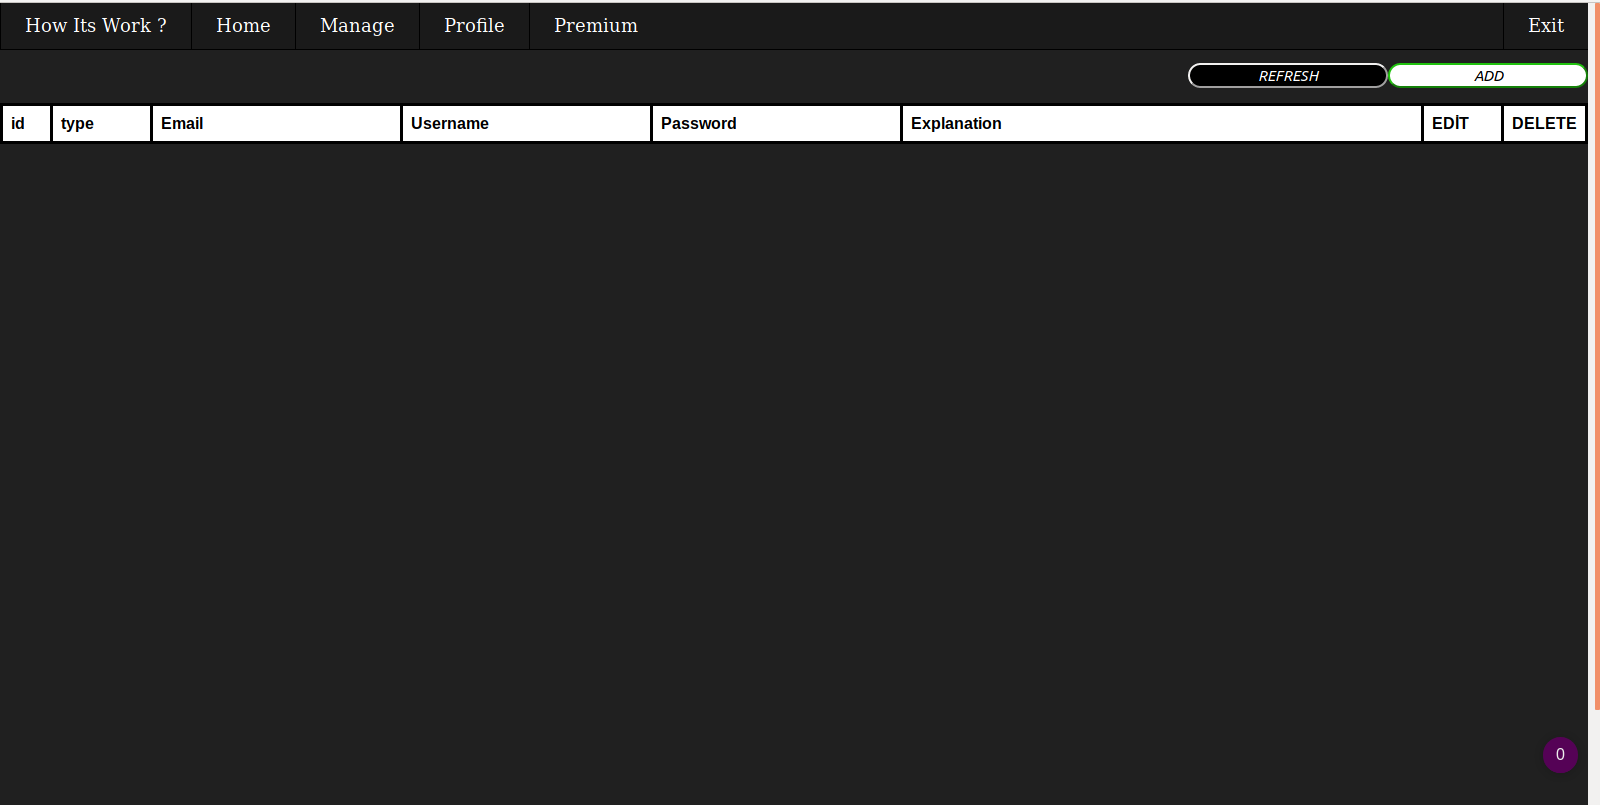 How Its Work ? Home Manage Profile Premium Exit
REFRESH ADD
id type Email Username Password Explanation EDİT DELETE
0